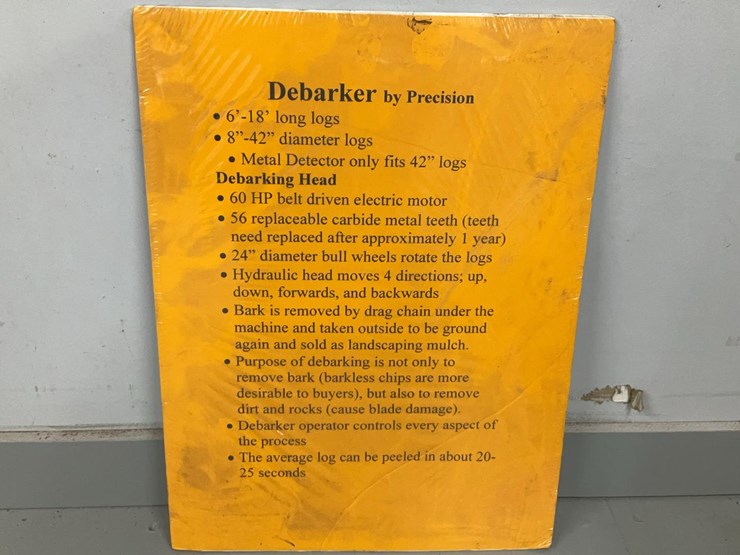 Debarker by Precision
• 6’-18’ long logs
• 8”-42” diameter logs
• Metal Detector only fits 42” logs
Debarking Head
• 60 HP belt driven electric motor
• 56 replaceable carbide metal teeth (teeth
need replaced after approximately 1 year)
• 24” diameter bull wheels rotate the logs
• Hydraulic head moves 4 directions; up,
down, forwards, and backwards
• Bark is removed by drag chain under the
machine and taken outside to be ground
again and sold as landscaping mulch.
• Purpose of debarking is not only to
remove bark (barkless chips are more
desirable to buyers), but also to remove
dirt and rocks (cause blade damage).
• Debarker operator controls every aspect of
the process
• The average log can be peeled in about 20-
25 seconds